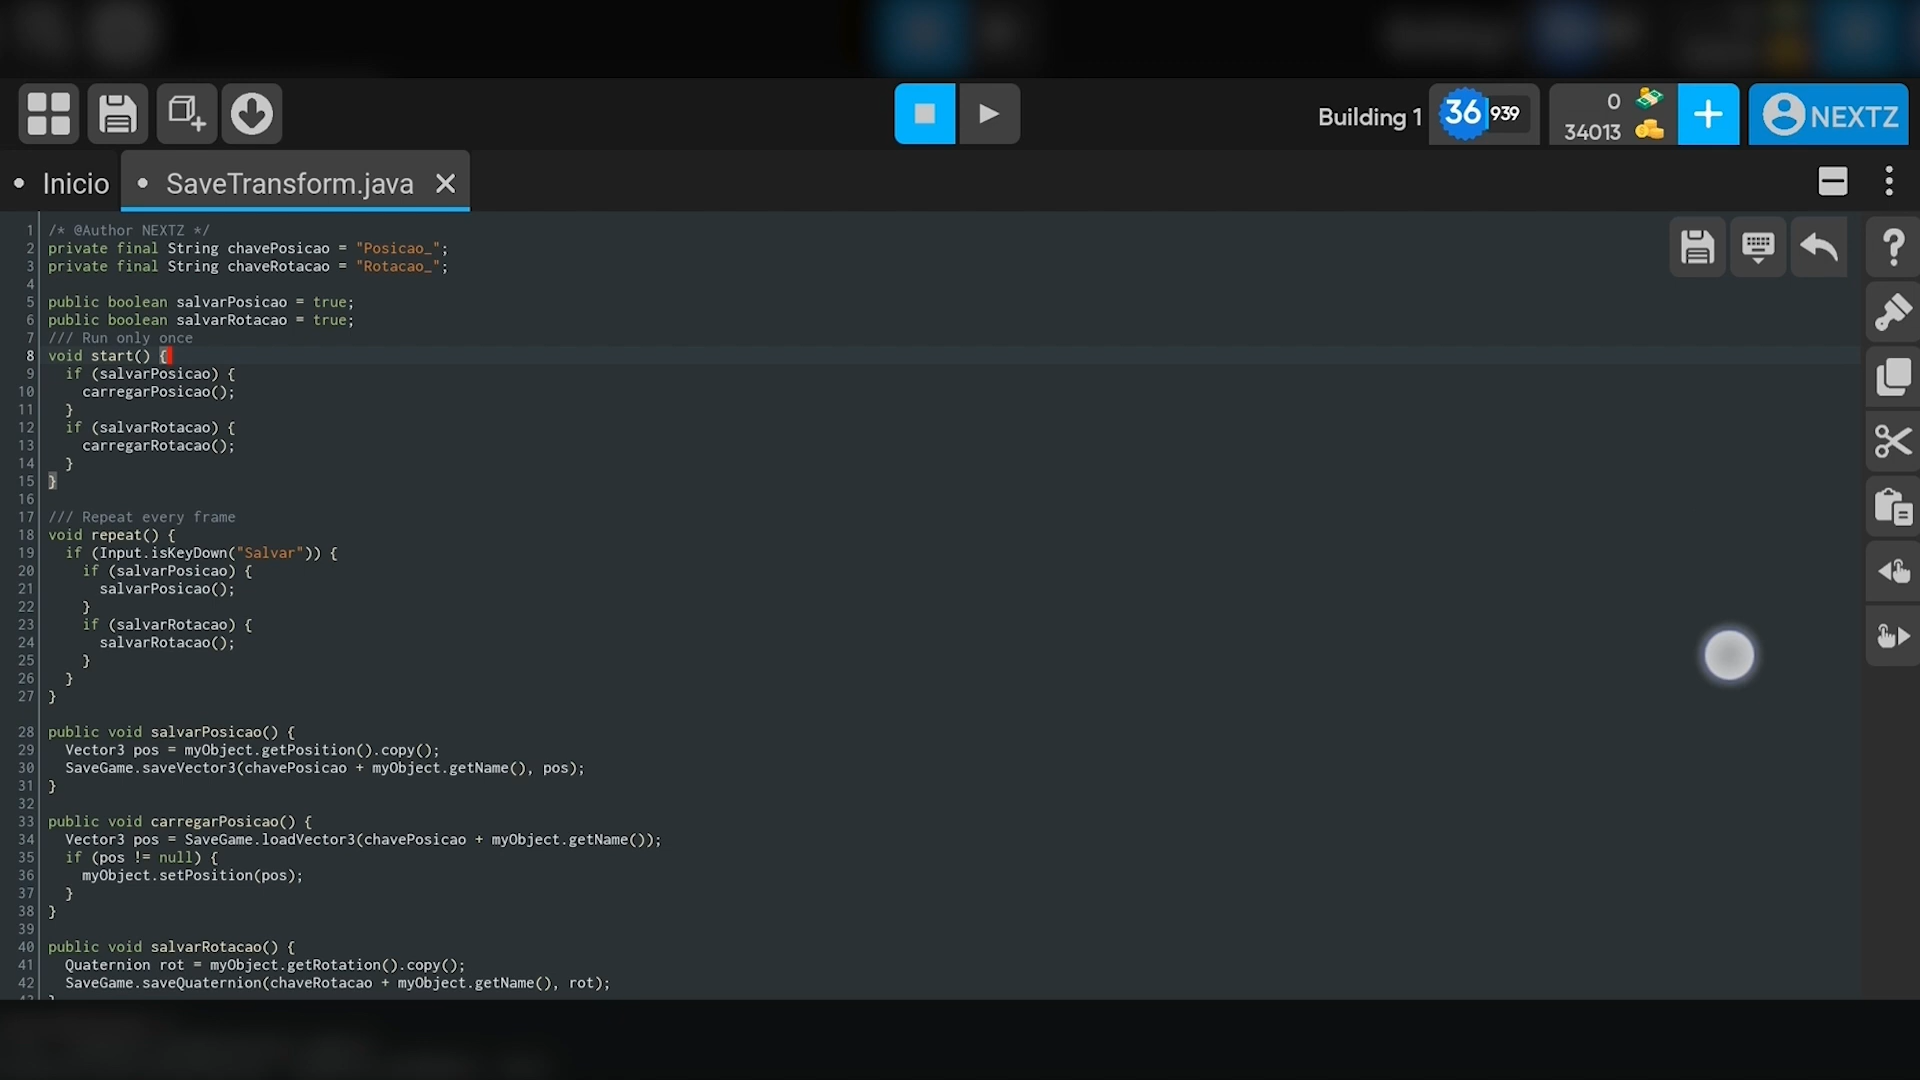 Building 1
36
939
0
34013
NEXTZ
Inicio
SaveTransform.java
1 /* @Author NEXTZ */
2 private final String chavePosicao = "Posicao_";
3 private final String chaveRotacao = "Rotacao_";
4
5 public boolean salvarPosicao = true;
6 public boolean salvarRotacao = true;
7 /// Run only once
8 void start() {
9 if (salvarPosicao) {
10 carregarPosicao();
11 }
12 if (salvarRotacao) {
13 carregarRotacao();
14 }
15 }
16
17 /// Repeat every frame
18 void repeat() {
19 if (Input.isKeyDown("Salvar")) {
20 if (salvarPosicao) {
21 salvarPosicao();
22 }
23 if (salvarRotacao) {
24 salvarRotacao();
25 }
26 }
27 }
28 public void salvarPosicao() {
29 Vector3 pos = myObject.getPosition().copy();
30 SaveGame.saveVector3(chavePosicao + myObject.getName(), pos);
31 }
32
33 public void carregarPosicao() {
34 Vector3 pos = SaveGame.loadVector3(chavePosicao + myObject.getName());
35 if (pos != null) {
36 myObject.setPosition(pos);
37 }
38 }
39
40 public void salvarRotacao() {
41 Quaternion rot = myObject.getRotation().copy();
42 SaveGame.saveQuaternion(chaveRotacao + myObject.getName(), rot);